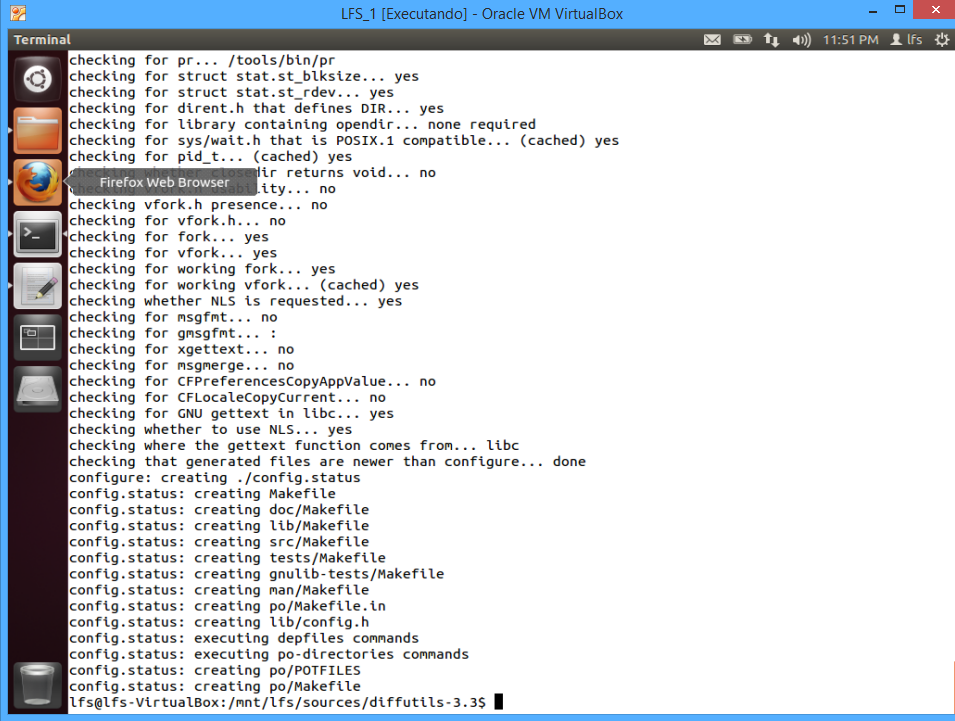 LFS_1 [Executando] - Oracle VM VirtualBox
Terminal
11:51 PM lfs
checking for pr... /tools/bin/pr
checking for struct stat.st_blksize... yes
checking for struct stat.st_rdev... yes
checking for dirent.h that defines DIR... yes
checking for library containing opendir... none required
checking for sys/wait.h that is POSIX.1 compatible... (cached) yes
checking for pid_t... (cached) yes
checking whether closedir returns void... no
Firefox Web Browser
checking vfork.h usability... no
checking vfork.h presence... no
checking for vfork.h... no
checking for fork... yes
checking for vfork... yes
checking for working fork... yes
checking for working vfork... (cached) yes
checking whether NLS is requested... yes
checking for msgfmt... no
checking for gmsgfmt... :
checking for xgettext... no
checking for msgmerge... no
checking for CFPreferencesCopyAppValue... no
checking for CFLocaleCopyCurrent... no
checking for GNU gettext in libc... yes
checking whether to use NLS... yes
checking where the gettext function comes from... libc
checking that generated files are newer than configure... done
configure: creating ./config.status
config.status: creating Makefile
config.status: creating doc/Makefile
config.status: creating lib/Makefile
config.status: creating src/Makefile
config.status: creating tests/Makefile
config.status: creating gnulib-tests/Makefile
config.status: creating man/Makefile
config.status: creating po/Makefile.in
config.status: creating lib/config.h
config.status: executing depfiles commands
config.status: executing po-directories commands
config.status: creating po/POTFILES
config.status: creating po/Makefile
lfs@lfs-VirtualBox:/mnt/lfs/sources/diffutils-3.3$